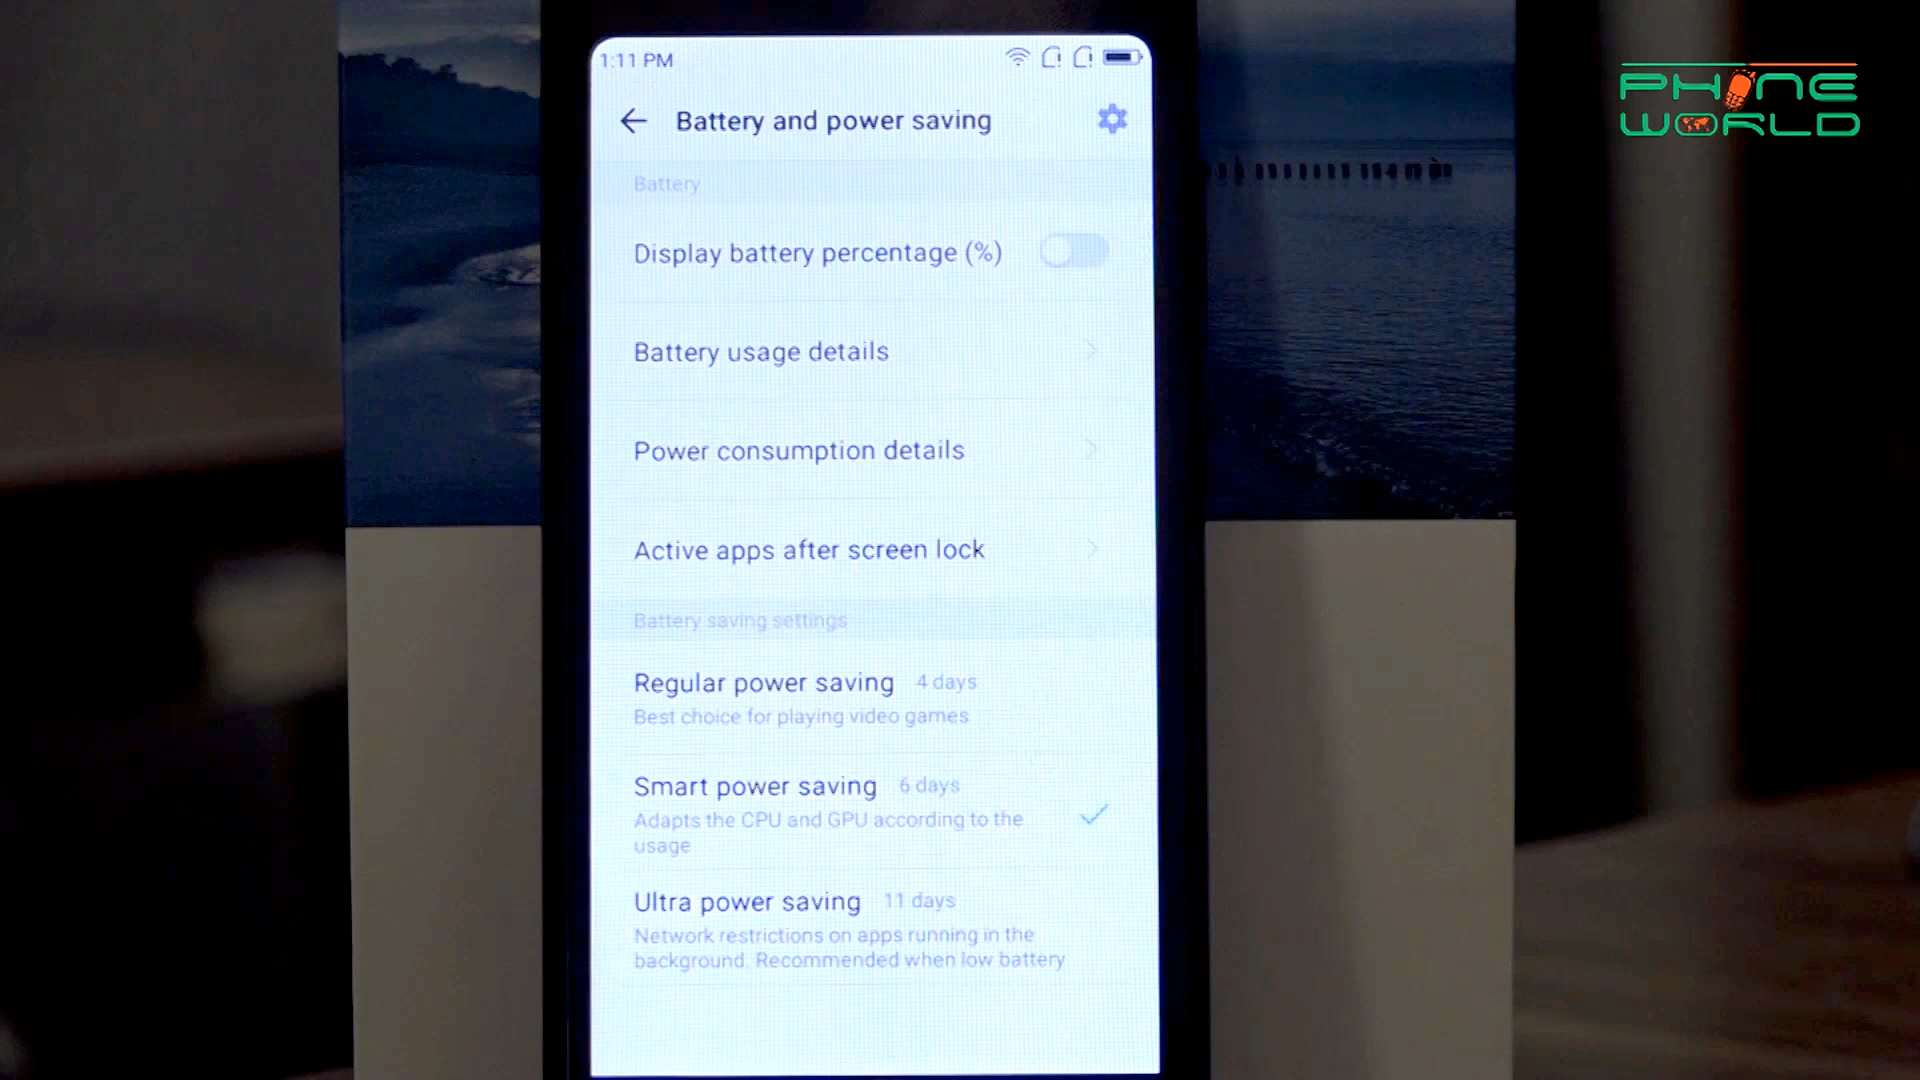 1:11 PM
PHONE
WORLD
Battery and power saving
Battery
Display battery percentage (%)
Battery usage details
Power consumption details
Active apps after screen lock
Battery saving settings
Regular power saving 4 days
Best choice for playing video games
Smart power saving 6 days
Adapts the CPU and GPU according to the
usage
Ultra power saving 11 days
Network restrictions on apps running in the
background. Recommended when low battery